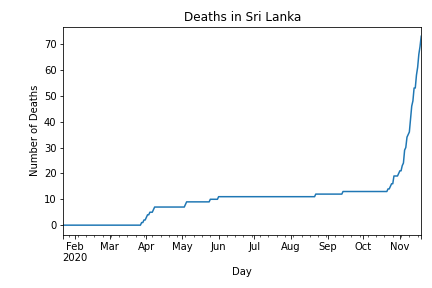 Deaths in Sri Lanka
Number of Deaths
70
60
50
40
30
20
10
0
Feb Mar Apr May Jun Jul Aug Sep Oct Nov
2020
Day